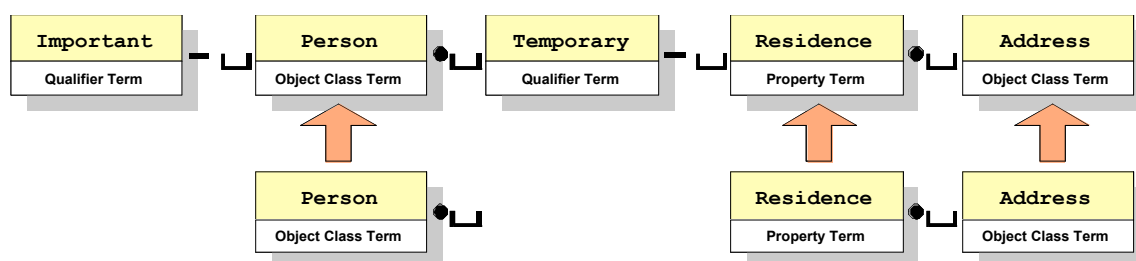 Important Person Temporary Residence Address
Qualifier Term Object Class Term Qualifier Term Property Term Object Class Term
Person Residence Address
Object Class Term Property Term Object Class Term